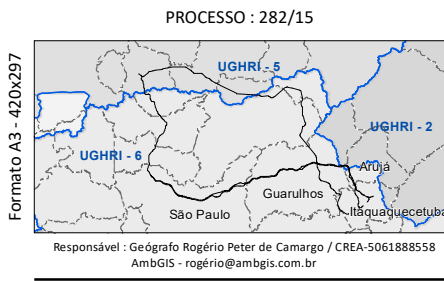 PROCESSO : 282/15
Formato A3 - 420x297
UGHRI - 5
UGHRI - 2
UGHRI - 6
Arujá
Guarulhos
São Paulo
Itaquaquecetuba
Responsável : Geógrafo Rogério Peter de Camargo / CREA-5061888558
AmbGIS - rogério@ambgis.com.br